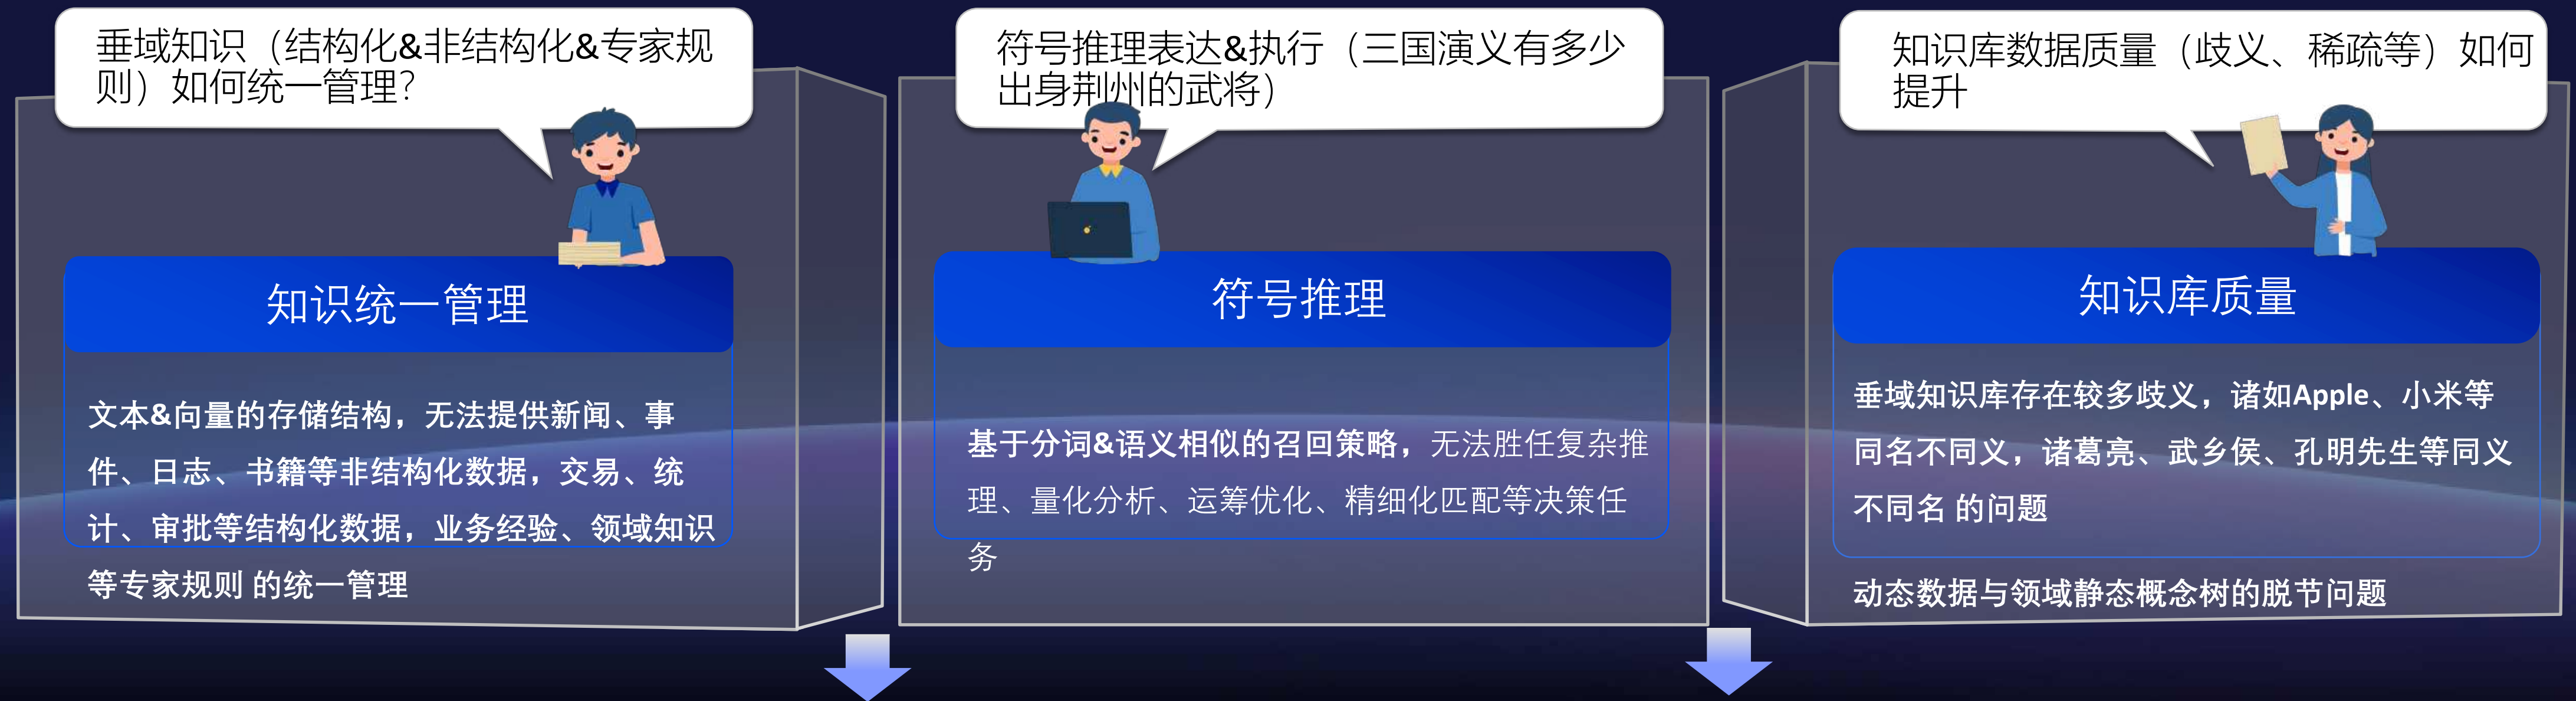 垂域知识（结构化&非结构化&专家规
则）如何统一管理？
知识统一管理
文本&向量的存储结构，无法提供新闻、事
件、日志、书籍等非结构化数据，交易、统
计、审批等结构化数据，业务经验、领域知识
等专家规则 的统一管理
符号推理表达&执行（三国演义有多少
出身荆州的武将）
符号推理
基于分词&语义相似的召回策略，无法胜任复杂推
理、量化分析、运筹优化、精细化匹配等决策任
务
知识库数据质量（歧义、稀疏等）如何
提升
知识库质量
垂域知识库存在较多歧义，诸如Apple、小米等
同名不同义，诸葛亮、武乡侯、孔明先生等同义
不同名 的问题
动态数据与领域静态概念树的脱节问题